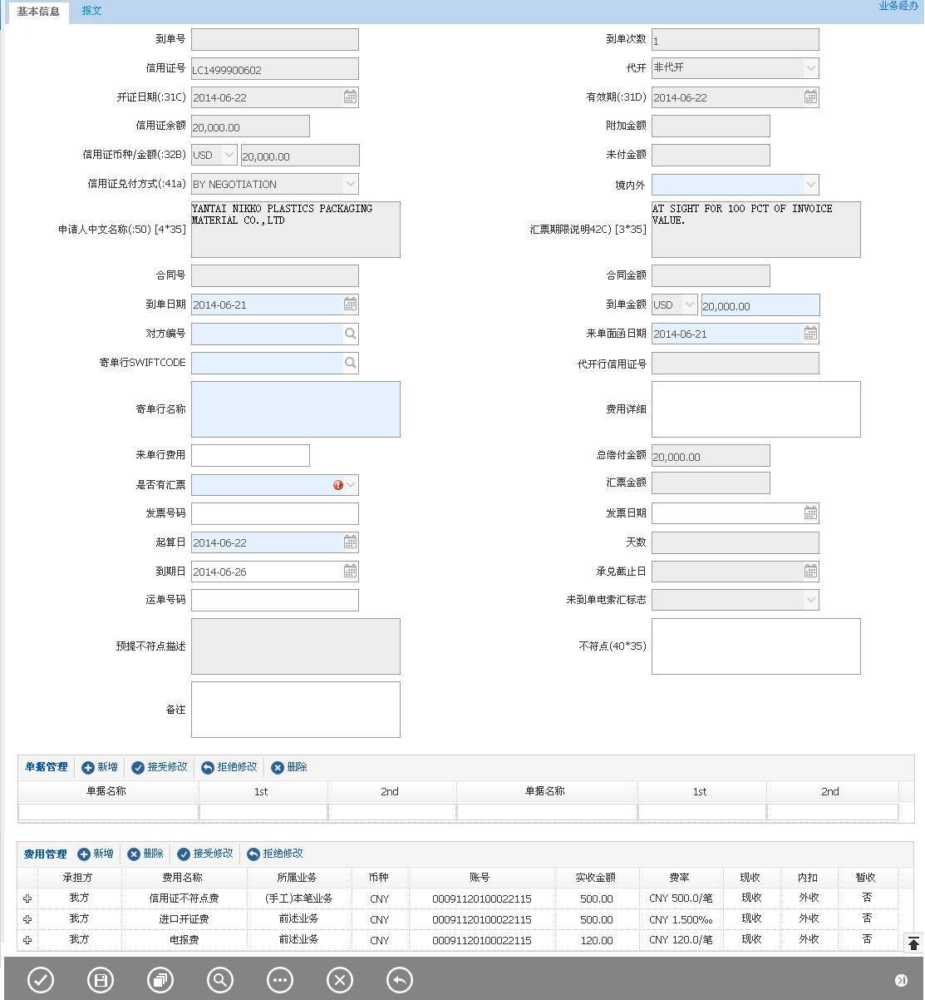 基本信息 报文 业务经办
到单号 到单次数 1
信用证号 LC1499900602 代开 非代开
开证日期(:31C) 2014-06-22 有效期(:31D) 2014-06-22
信用证余额 20,000.00 附加金额
信用证币种/金额(:32B) USD 20,000.00 未付金额
信用证兑付方式(:41a) BY NEGOTIATION 境内外
申请人中文名称(:50) [4*35] YANTAI NIKKO PLASTICS PACKAGING
MATERIAL CO.,LTD
汇票期限说明42C) [3*35] AT SIGHT FOR 100 PCT OF INVOICE
VALUE.
合同号 合同金额
到单日期 2014-06-21 到单金额 USD 20,000.00
对方编号 来单面函日期 2014-06-21
寄单行SWIFTCODE 代开行信用证号
寄单行名称 费用详细
来单行费用 总偿付金额 20,000.00
是否有汇票 汇票金额
发票号码 发票日期
起算日 2014-06-22 天数
到期日 2014-06-26 承兑截止日
运单号码 未到单电索汇标志
预提不符点描述 不符点(40*35)
备注
单据管理 新增 接受修改 拒绝修改 删除
单据名称 1st 2nd 单据名称 1st 2nd
费用管理 新增 删除 接受修改 拒绝修改
承担方 费用名称 所属业务 币种 账号 实收金额 费率 现收 内扣 暂收
我方 信用证不符点费 (手工)本笔业务 CNY 00091120100022115 500.00 CNY 500.0/笔 现收 外收 否
我方 进口开证费 前述业务 CNY 00091120100022115 500.00 CNY 1.500‰ 现收 外收 否
我方 电报费 前述业务 CNY 00091120100022115 120.00 CNY 120.0/笔 现收 外收 否